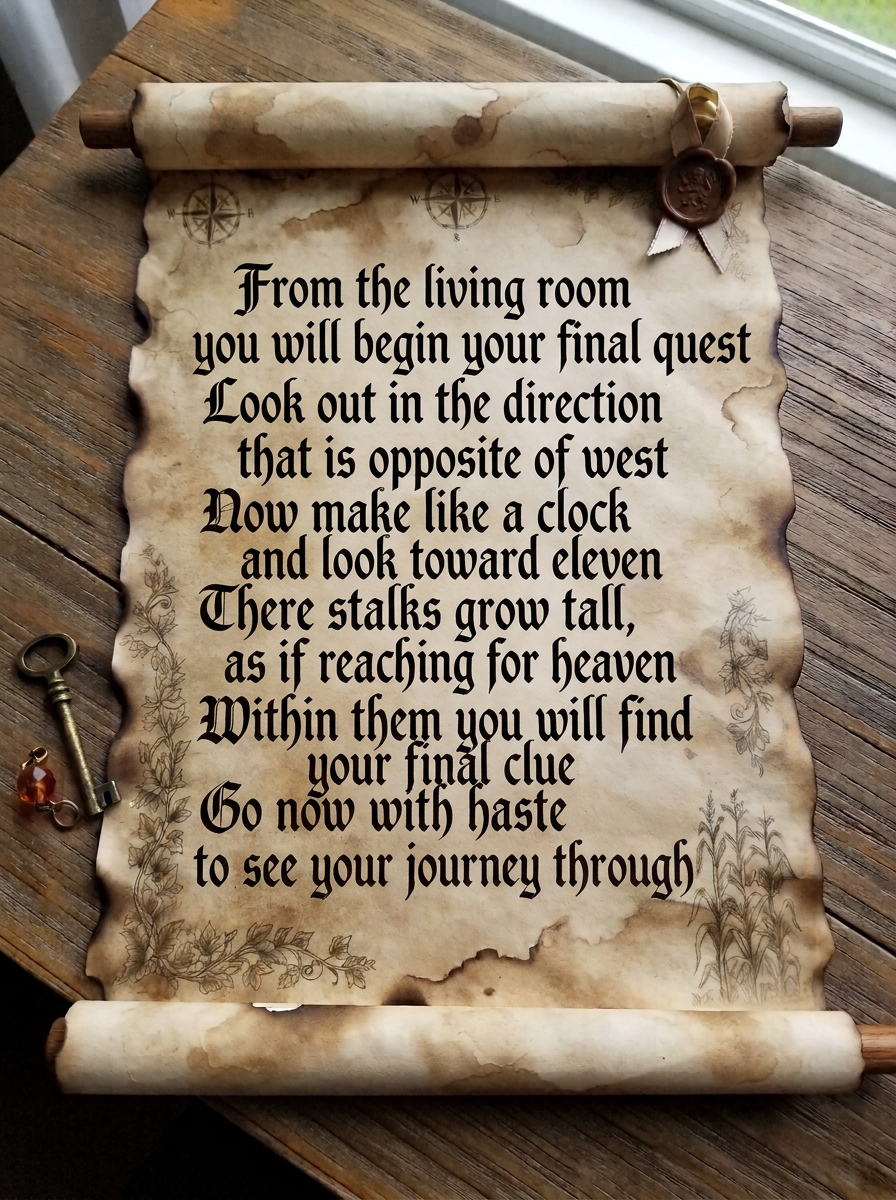 W E
W E
S
From the living room
you will begin your final quest
Look out in the direction
that is opposite of west
Now make like a clock
and look toward eleven
There stalks grow tall,
as if reaching for heaven
Within them you will find
your final clue
Go now with haste
to see your journey through